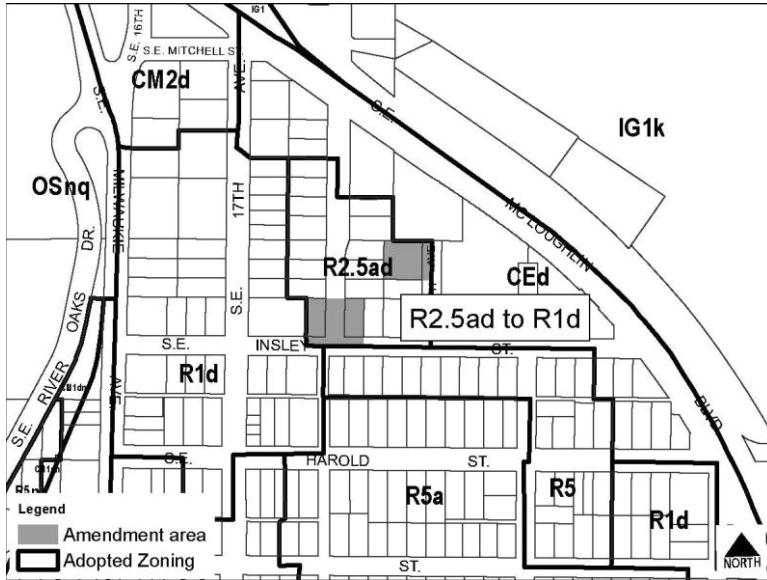 S.E. 16TH
IG1
S.E. MITCHELL ST.
CM2d
AVE.
S.E.
S.E.
IG1k
OSnq
MILWAUKIE
17TH
MC LOUGHLIN
DR.
R2.5ad
AVE.
CEd
OAKS
S.E.
R2.5ad to R1d
S.E. INSLEY ST.
RIVER
R1d
AVE.
BLVD
S.E.
S.E. HAROLD ST.
R5a
R5
R1d
Legend
Amendment area
Adopted Zoning
ST.
NORTH